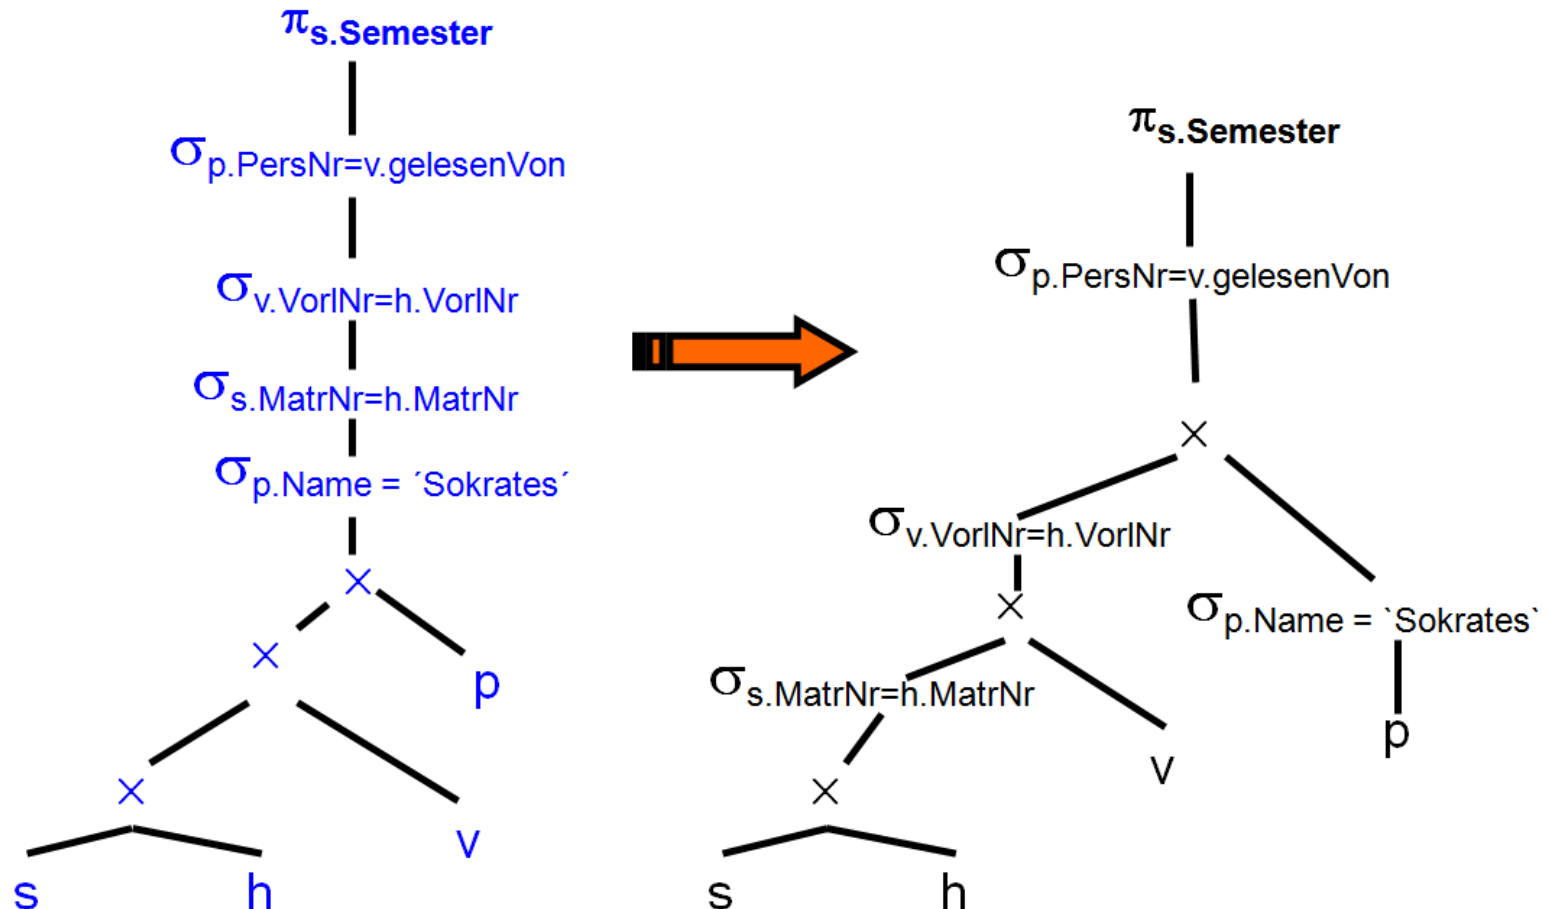 πs.Semester
σp.PersNr=v.gelesenVon
σv.VorlNr=h.VorlNr
σs.MatrNr=h.MatrNr
σp.Name = ´Sokrates´
×
×
p
×
v
s
h
πs.Semester
σp.PersNr=v.gelesenVon
×
σv.VorlNr=h.VorlNr
×
σp.Name = `Sokrates`
σs.MatrNr=h.MatrNr
p
v
×
s
h